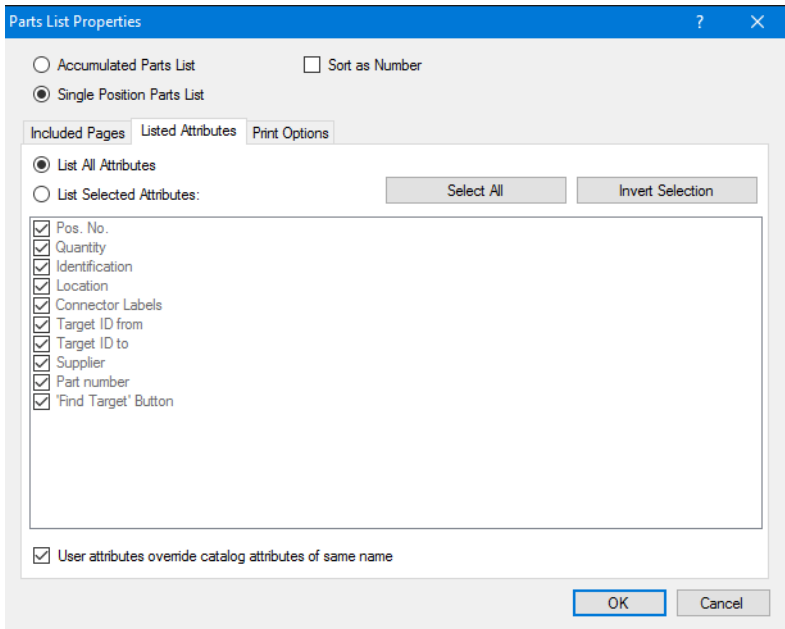 Parts List Properties
?
Accumulated Parts List
Sort as Number
Single Position Parts List
Included Pages
Listed Attributes
Print Options
List All Attributes
List Selected Attributes:
Select All
Invert Selection
Pos. No.
Quantity
Identification
Location
Connector Labels
Target ID from
Target ID to
Supplier
Part number
'Find Target' Button
User attributes override catalog attributes of same name
OK
Cancel